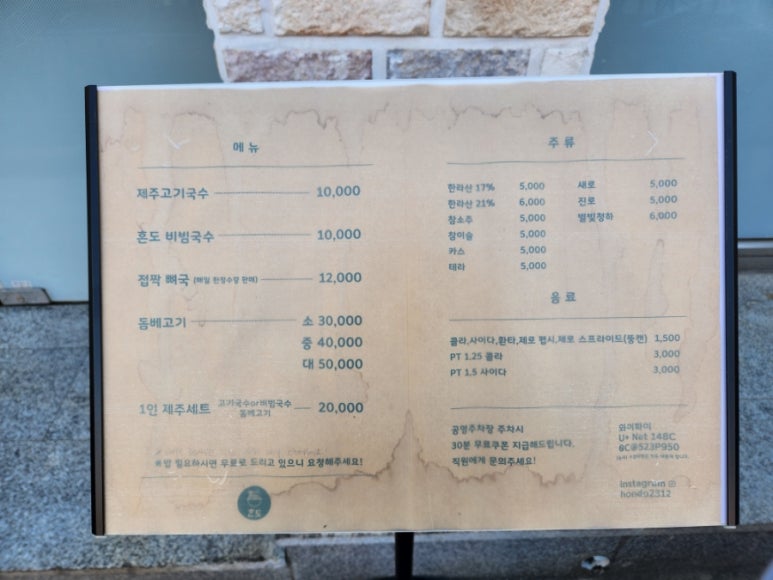 메뉴
제주고기국수 10,000
혼도 비빔국수 10,000
접짝 뼈국 (매일 한정수량 판매) 12,000
돔베고기 소 30,000
중 40,000
대 50,000
1인 제주세트 고기국수or비빔국수 20,000
돔베고기
※밥 필요하시면 무료로 드리고 있으니 요청해주세요!
혼도
주류
한라산 17% 5,000 새로 5,000
한라산 21% 6,000 진로 5,000
참소주 5,000 별빛청하 6,000
참이슬 5,000
카스 5,000
테라 5,000
음료
콜라,사이다,환타,제로 펩시,제로 스프라이트(뚱캔) 1,500
PT 1.25 콜라 3,000
PT 1.5 사이다 3,000
공영주차장 주차시
30분 무료쿠폰 지급해드립니다.
직원에게 문의주세요!
와이파이
U+ Net 14BC
instagram
hondo2312